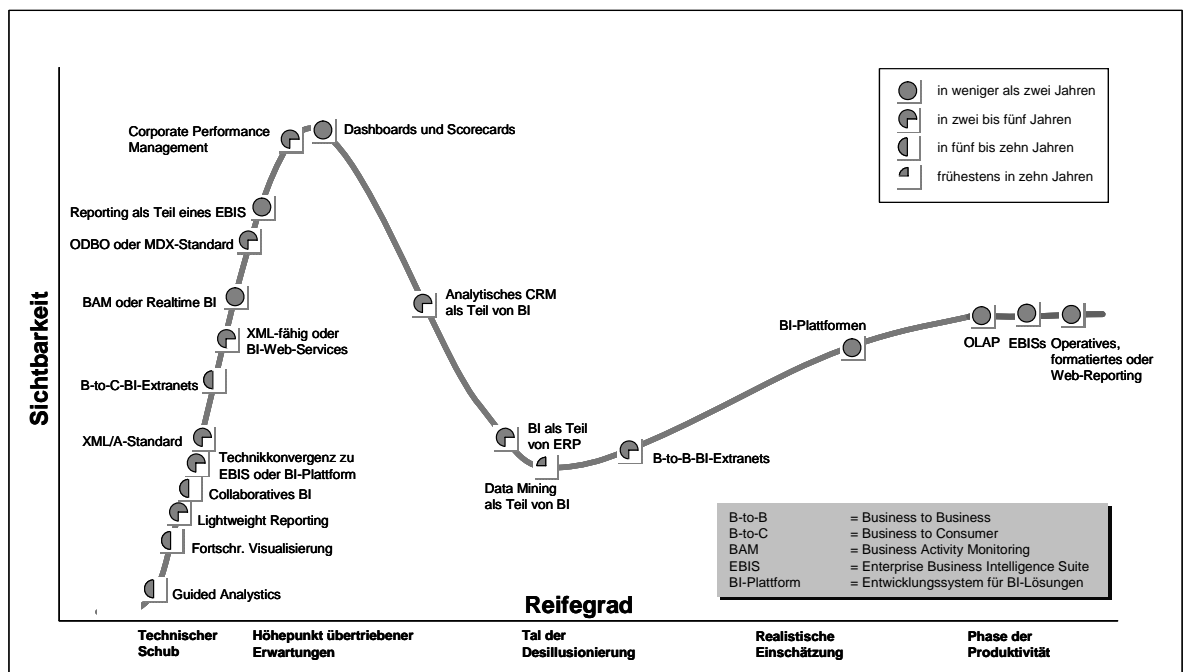 in weniger als zwei Jahren
in zwei bis fünf Jahren
in fünf bis zehn Jahren
frühestens in zehn Jahren
Corporate Performance
Management
Dashboards und Scorecards
Reporting als Teil eines EBIS
ODBO oder MDX-Standard
BAM oder Realtime BI
Analytisches CRM
als Teil von BI
XML-fähig oder
BI-Web-Services
BI-Plattformen
OLAP
EBISs
Operatives,
formatiertes oder
Web-Reporting
B-to-C-BI-Extranets
XML/A-Standard
BI als Teil
von ERP
Technikkonvergenz zu
EBIS oder BI-Plattform
B-to-B-BI-Extranets
Collaboratives BI
Data Mining
als Teil von BI
Lightweight Reporting
Fortschr. Visualisierung
Guided Analystics
B-to-B = Business to Business
B-to-C = Business to Consumer
BAM = Business Activity Monitoring
EBIS = Enterprise Business Intelligence Suite
BI-Plattform = Entwicklungssystem für BI-Lösungen
Sichtbarkeit
Reifegrad
Technischer
Schub
Höhepunkt übertriebener
Erwartungen
Tal der
Desillusionierung
Realistische
Einschätzung
Phase der
Produktivität